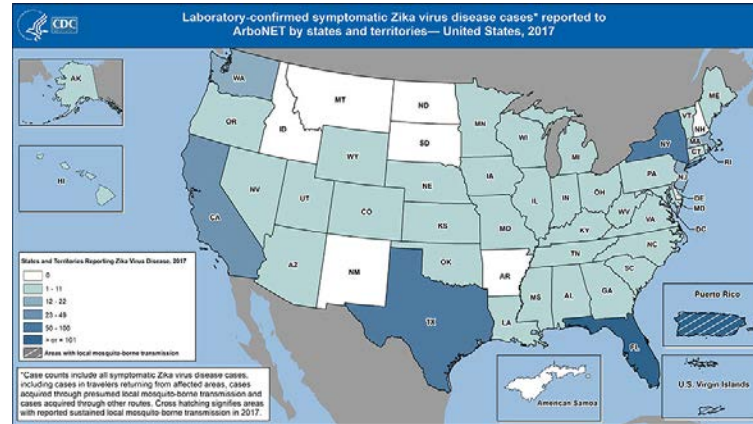 CDC
Laboratory-confirmed symptomatic Zika virus disease cases* reported to
ArboNET by states and territories— United States, 2017
AK
HI
WA
OR
CA
ID
NV
MT
WY
UT
AZ
CO
NM
ND
SD
NE
KS
OK
TX
MN
IA
MO
AR
LA
WI
IL
MI
IN
OH
KY
TN
MS
AL
GA
FL
SC
NC
VA
WV
PA
NY
VT
NH
ME
MA
CT
RI
NJ
DE
MD
DC
States and Territories Reporting Zika Virus Disease, 2017
0
1 - 11
12 - 22
23 - 49
50 - 100
> or = 101
Areas with local mosquito-borne transmission
*Case counts include all symptomatic Zika virus disease cases,
including cases in travelers returning from affected areas, cases
acquired through presumed local mosquito-borne transmission and
cases acquired through other routes. Cross hatching signifies areas
with reported sustained local mosquito-borne transmission in 2017.
American Samoa
Puerto Rico
U.S. Virgin Islands